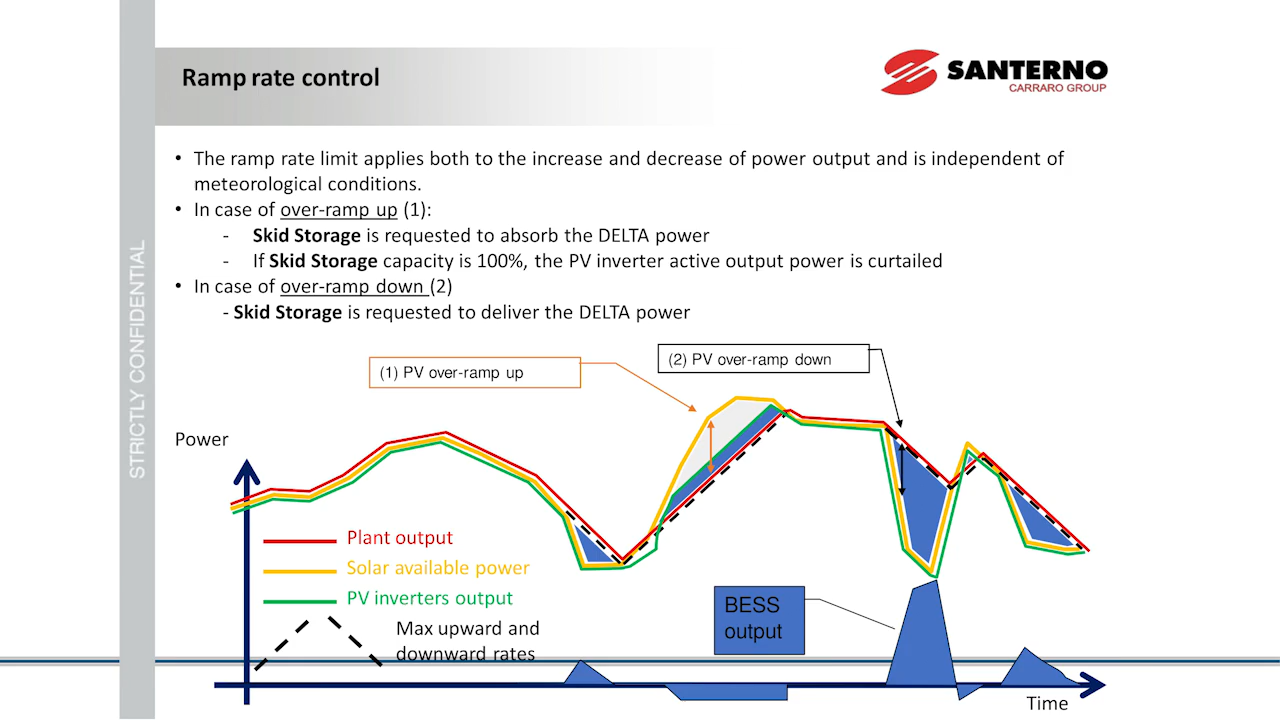 Ramp rate control
SANTERNO
CARRARO GROUP
STRICTLY CONFIDENTIAL
• The ramp rate limit applies both to the increase and decrease of power output and is independent of
meteorological conditions.
• In case of over-ramp up (1):
- Skid Storage is requested to absorb the DELTA power
- If Skid Storage capacity is 100%, the PV inverter active output power is curtailed
• In case of over-ramp down (2)
- Skid Storage is requested to deliver the DELTA power
(1) PV over-ramp up
(2) PV over-ramp down
Power
Plant output
Solar available power
PV inverters output
Max upward and
downward rates
BESS
output
Time